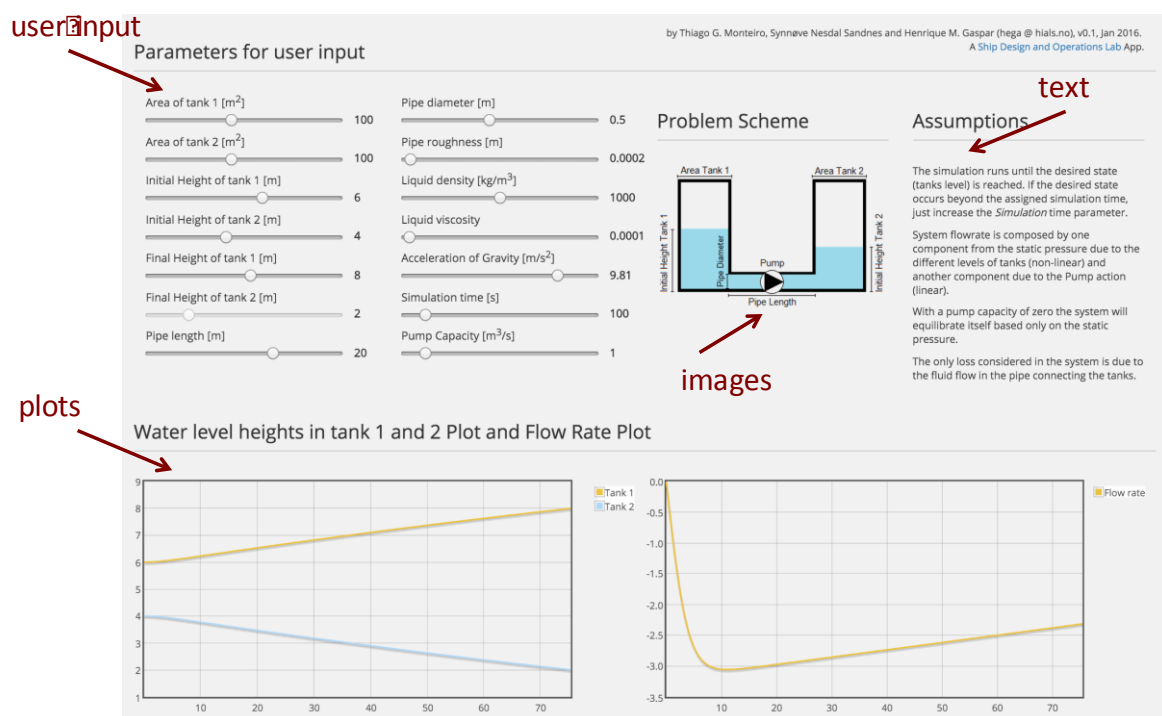 user input
by Thiago G. Monteiro, Synnøve Nesdal Sandnes and Henrique M. Gaspar (hega @ hials.no), v0.1, Jan 2016.
A Ship Design and Operations Lab App.
Parameters for user input
text
Area of tank 1 [m²]
100
Area of tank 2 [m²]
100
Initial Height of tank 1 [m]
6
Initial Height of tank 2 [m]
4
Final Height of tank 1 [m]
8
Final Height of tank 2 [m]
2
Pipe length [m]
20
Pipe diameter [m]
0.5
Pipe roughness [m]
0.0002
Liquid density [kg/m³]
1000
Liquid viscosity
0.0001
Acceleration of Gravity [m/s²]
9.81
Simulation time [s]
100
Pump Capacity [m³/s]
1
Problem Scheme
Area Tank 1
Area Tank 2
Initial Height Tank 1
Pipe Diameter
Pump
Initial Height Tank 2
Pipe Length
images
Assumptions
The simulation runs until the desired state
(tanks level) is reached. If the desired state
occurs beyond the assigned simulation time,
just increase the Simulation time parameter.
System flowrate is composed by one
component from the static pressure due to the
different levels of tanks (non-linear) and
another component due to the Pump action
(linear).
With a pump capacity of zero the system will
equilibrate itself based only on the static
pressure.
The only loss considered in the system is due to
the fluid flow in the pipe connecting the tanks.
plots
Water level heights in tank 1 and 2 Plot and Flow Rate Plot
9
8
7
6
5
4
3
2
1
10 20 30 40 50 60 70
Tank 1
Tank 2
0.0
-0.5
-1.0
-1.5
-2.0
-2.5
-3.0
-3.5
10 20 30 40 50 60 70
Flow rate